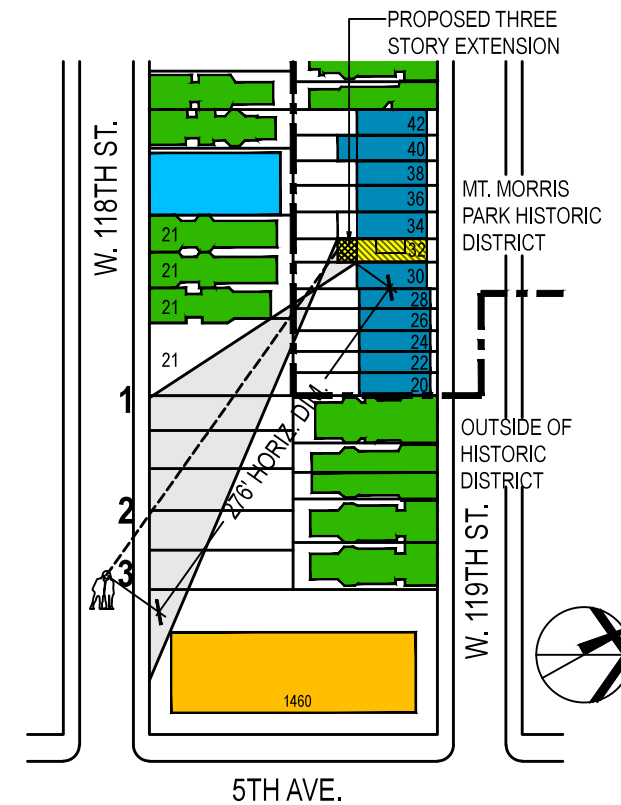 PROPOSED THREE
STORY EXTENSION
W. 118TH ST.
42
40
38
36
34
32
30
28
26
24
22
20
21
21
21
21
MT. MORRIS
PARK HISTORIC
DISTRICT
OUTSIDE OF
HISTORIC
DISTRICT
1
2
3
276' HORIZ. DIM.
W. 119TH ST.
1460
5TH AVE.